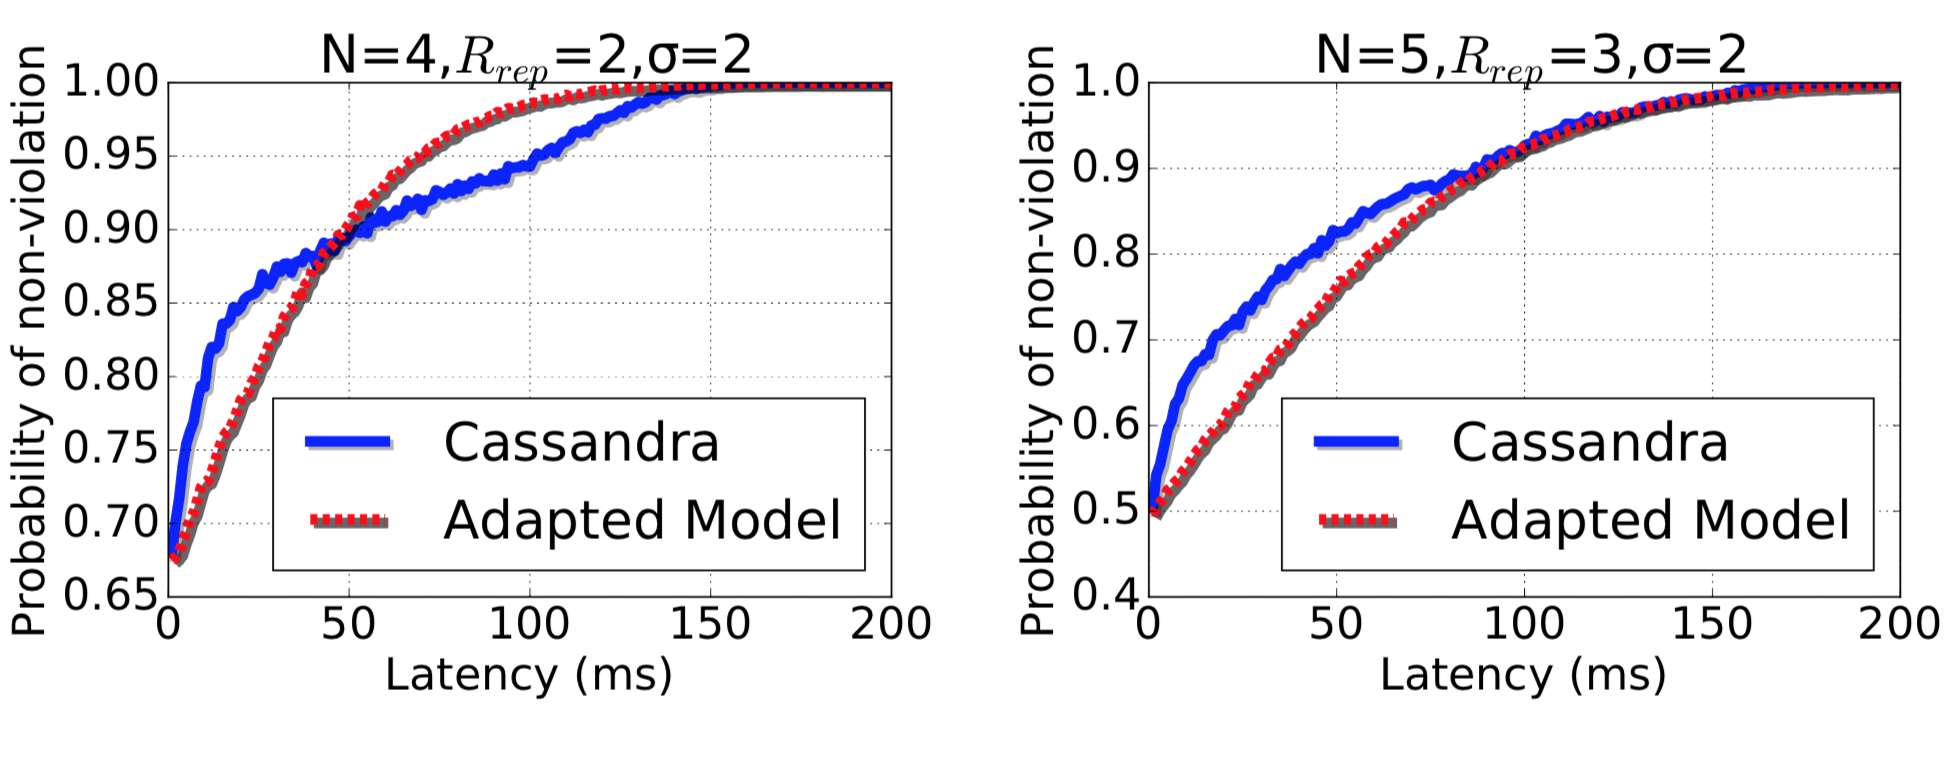 N=4,R_rep=2,σ=2
Probability of non-violation
1.00
0.95
0.90
0.85
0.80
0.75
0.70
0.65
0 50 100 150 200
Latency (ms)
Cassandra
Adapted Model
N=5,R_rep=3,σ=2
Probability of non-violation
1.0
0.9
0.8
0.7
0.6
0.5
0.4
0 50 100 150 200
Latency (ms)
Cassandra
Adapted Model